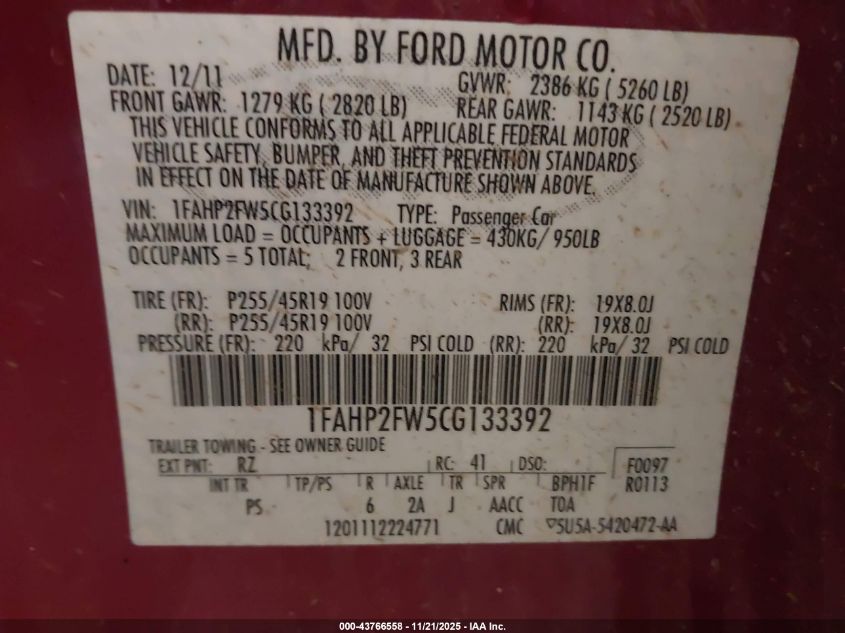 MFD. BY FORD MOTOR CO.
DATE: 12/11 GVWR: 2386 KG ( 5260 LB)
FRONT GAWR: 1279 KG ( 2820 LB) REAR GAWR: 1143 KG ( 2520 LB)
THIS VEHICLE CONFORMS TO ALL APPLICABLE FEDERAL MOTOR
VEHICLE SAFETY, BUMPER, AND THEFT PREVENTION STANDARDS
IN EFFECT ON THE DATE OF MANUFACTURE SHOWN ABOVE.
VIN: 1FAHP2FW5CG133392 TYPE: Passenger Car
MAXIMUM LOAD = OCCUPANTS + LUGGAGE = 430KG/ 950LB
OCCUPANTS = 5 TOTAL; 2 FRONT, 3 REAR
TIRE (FR): P255/45R19 100V RIMS (FR): 19X8.0J
(RR): P255/45R19 100V (RR): 19X8.0J
PRESSURE (FR): 220 kPa/ 32 PSI COLD (RR): 220 kPa/ 32 PSI COLD
1FAHP2FW5CG133392
TRAILER TOWING - SEE OWNER GUIDE
EXT PNT: RZ RC: 41 DSO: F0097
INT TR TP/PS R AXLE TR SPR BPH1F R0113
PS 6 2A J AACC TOA
1201112224771 CMC 5U5A-5420472-AA
000-43766558 - 11/21/2025 - IAA Inc.